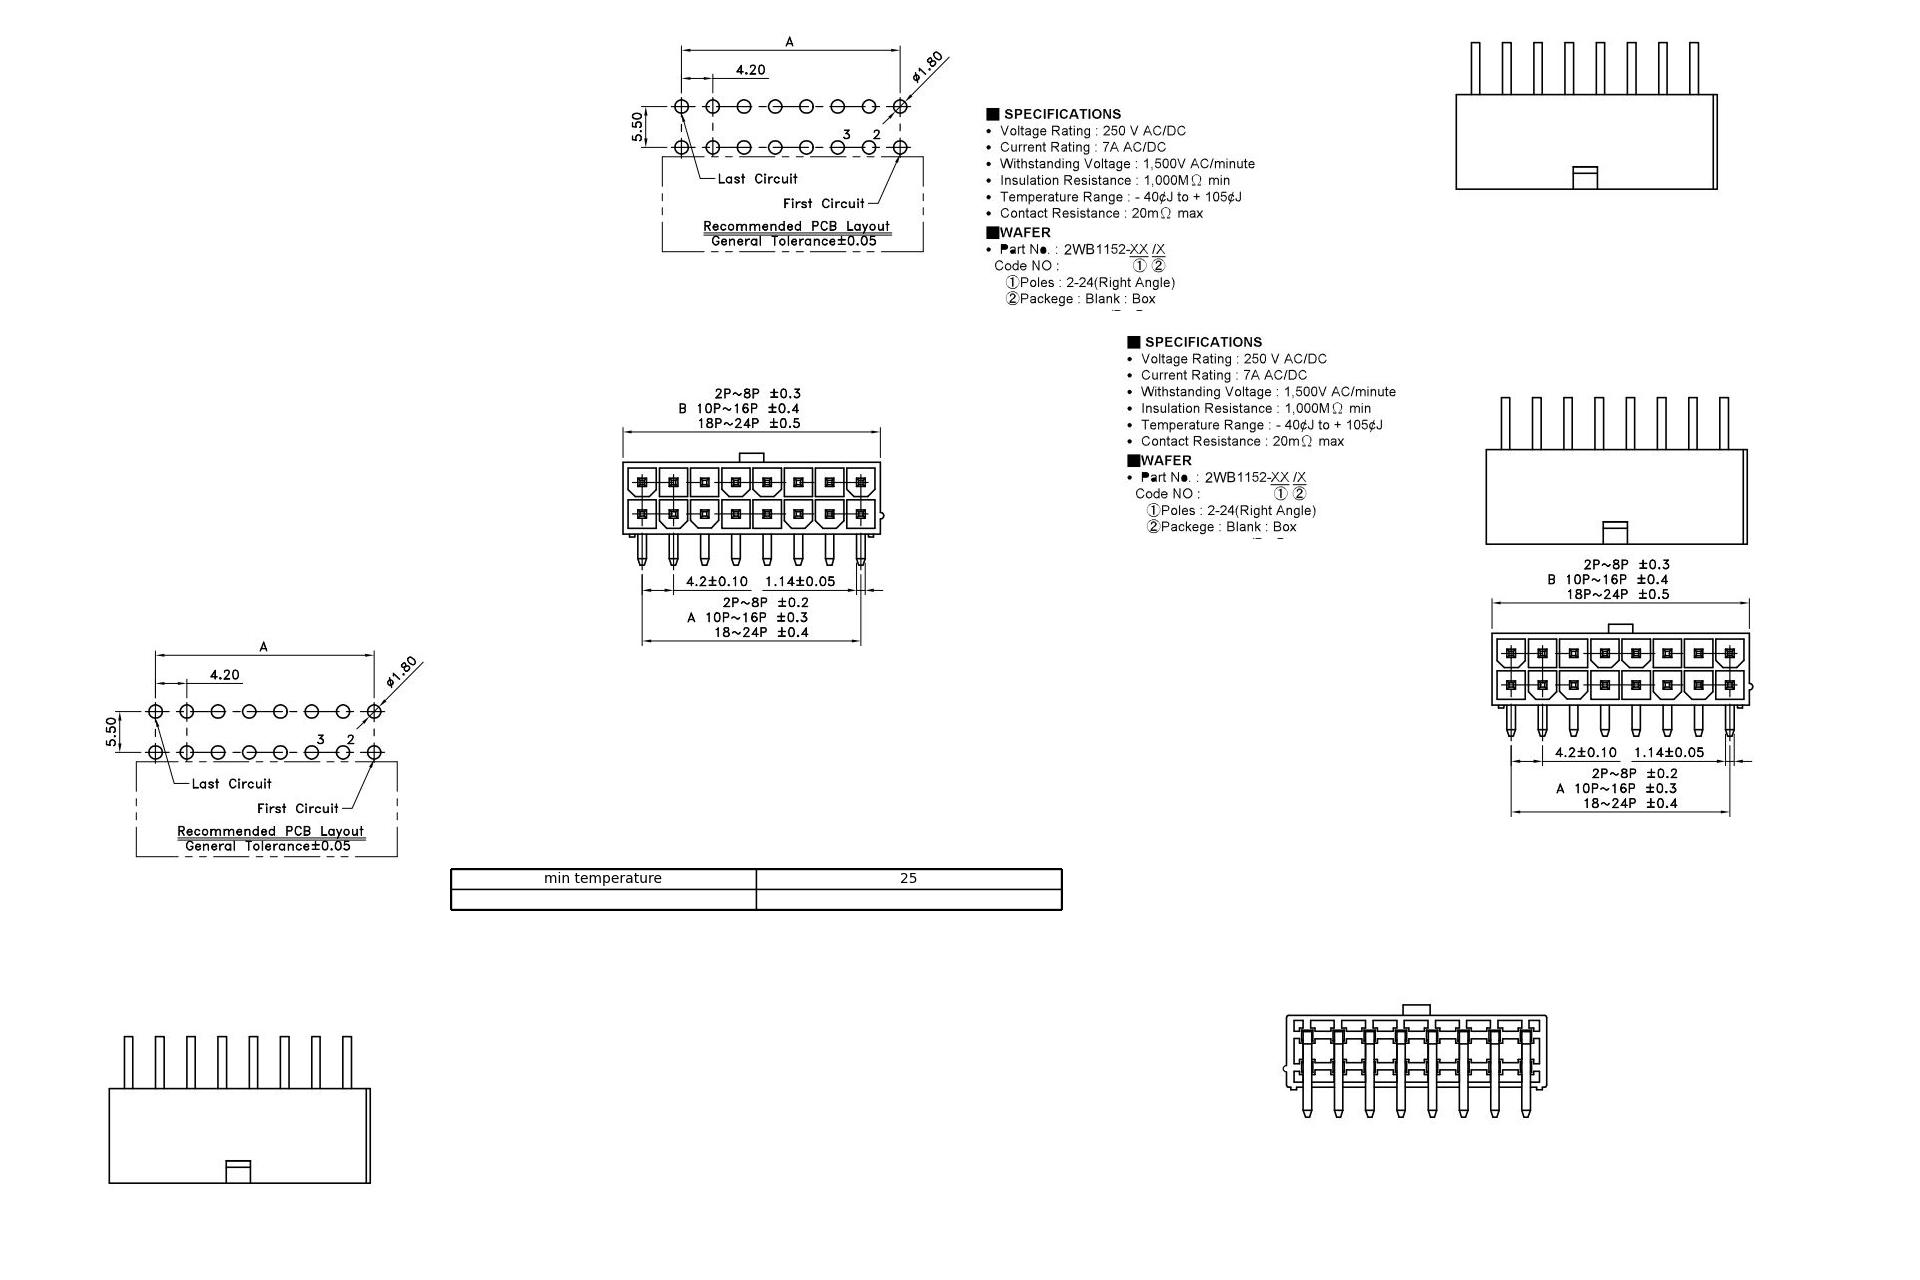 A
4.20
ø1.80
5.50
3 2
Last Circuit
First Circuit
Recommended PCB Layout
General Tolerance±0.05
■ SPECIFICATIONS
• Voltage Rating : 250 V AC/DC
• Current Rating : 7A AC/DC
• Withstanding Voltage : 1,500V AC/minute
• Insulation Resistance : 1,000MΩ min
• Temperature Range : - 40¢J to + 105¢J
• Contact Resistance : 20mΩ max
■WAFER
• Part No. : 2WB1152-XX /X
Code NO : ① ②
①Poles : 2-24(Right Angle)
②Packege : Blank : Box
■ SPECIFICATIONS
• Voltage Rating : 250 V AC/DC
• Current Rating : 7A AC/DC
• Withstanding Voltage : 1,500V AC/minute
• Insulation Resistance : 1,000MΩ min
• Temperature Range : - 40¢J to + 105¢J
• Contact Resistance : 20mΩ max
■WAFER
• Part No. : 2WB1152-XX /X
Code NO : ① ②
①Poles : 2-24(Right Angle)
②Packege : Blank : Box
2P~8P ±0.3
B 10P~16P ±0.4
18P~24P ±0.5
4.2±0.10 1.14±0.05
2P~8P ±0.2
A 10P~16P ±0.3
18~24P ±0.4
2P~8P ±0.3
B 10P~16P ±0.4
18P~24P ±0.5
4.2±0.10 1.14±0.05
2P~8P ±0.2
A 10P~16P ±0.3
18~24P ±0.4
A
4.20
ø1.80
5.50
3 2
Last Circuit
First Circuit
Recommended PCB Layout
General Tolerance±0.05
min temperature 25